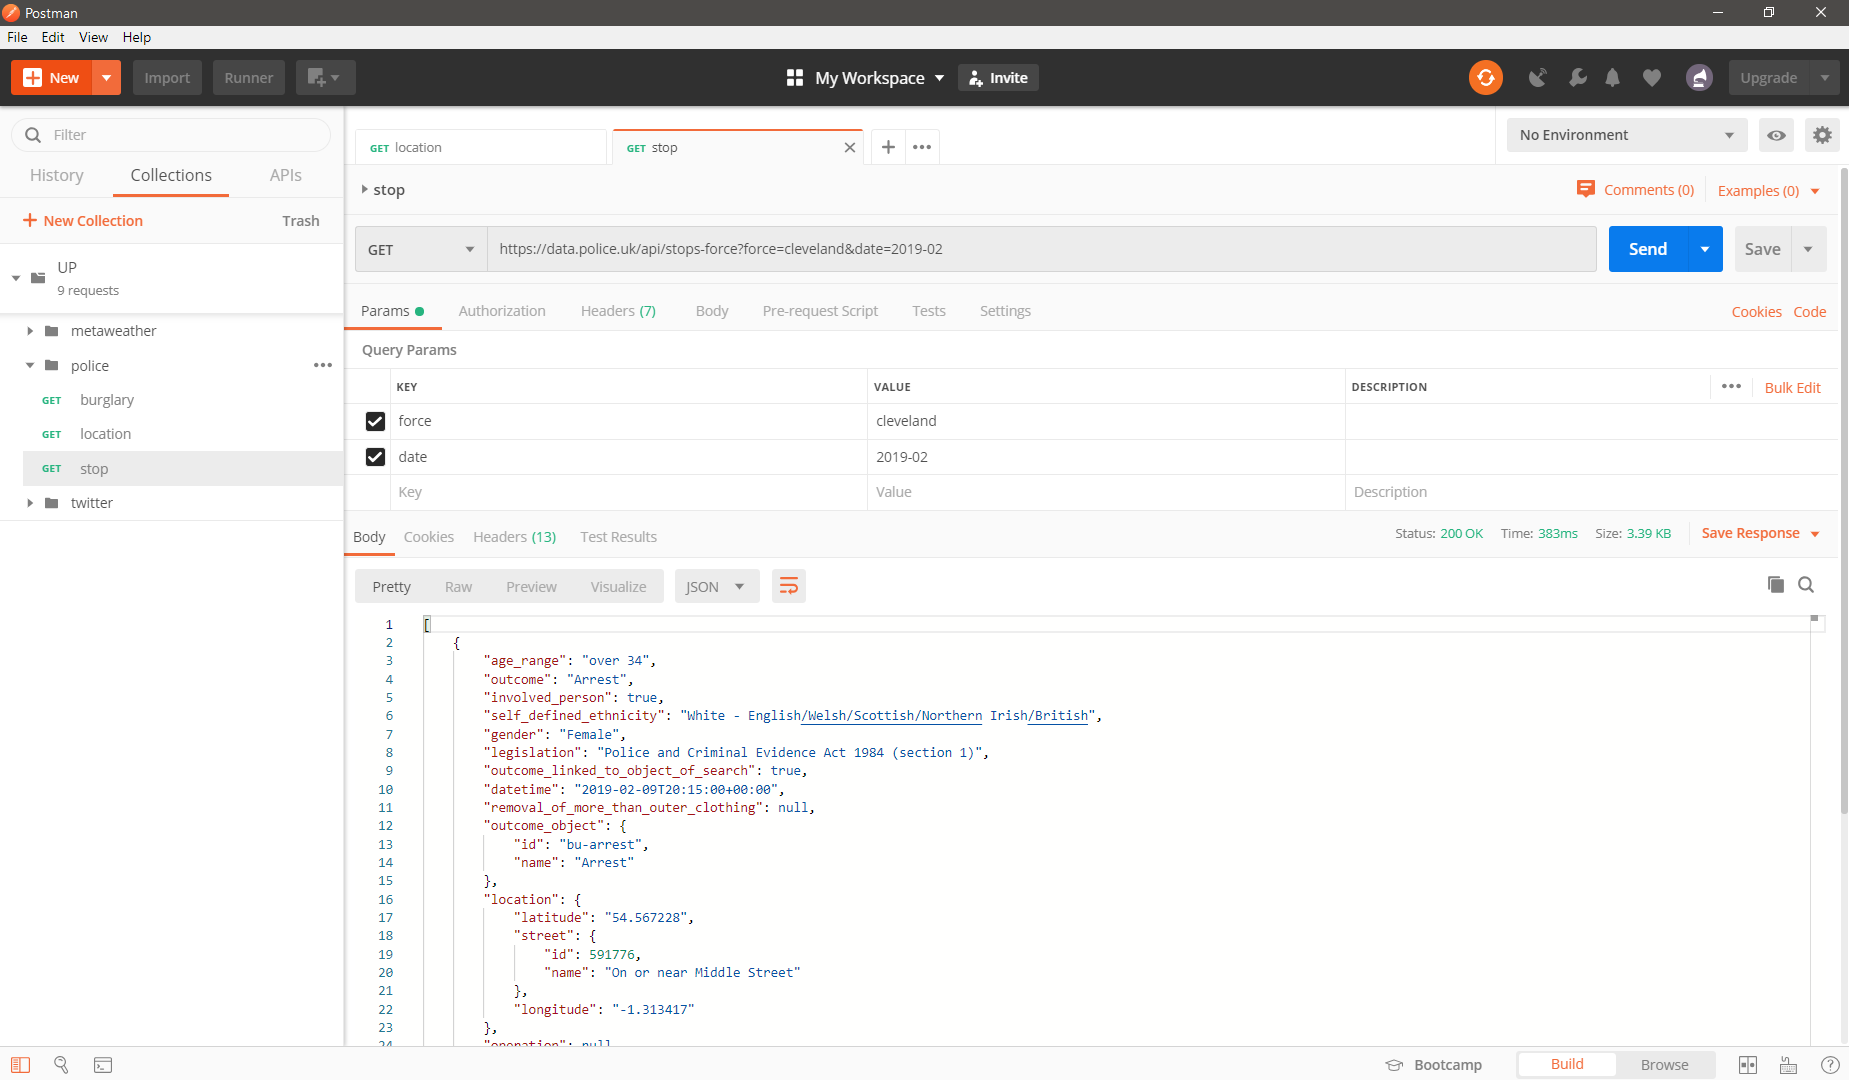 Postman
File Edit View Help
New Import Runner My Workspace Invite Upgrade
Filter
History Collections APIs
New Collection Trash
UP
9 requests
metaweather
police
GET burglary
GET location
GET stop
twitter
GET location GET stop No Environment
stop Comments (0) Examples (0)
GET https://data.police.uk/api/stops-force?force=cleveland&date=2019-02 Send Save
Params Authorization Headers (7) Body Pre-request Script Tests Settings Cookies Code
Query Params
KEY VALUE DESCRIPTION Bulk Edit
force cleveland
date 2019-02
Key Value Description
Body Cookies Headers (13) Test Results Status: 200 OK Time: 383ms Size: 3.39 KB Save Response
Pretty Raw Preview Visualize JSON
1 [
2 {
3 "age_range": "over 34",
4 "outcome": "Arrest",
5 "involved_person": true,
6 "self_defined_ethnicity": "White - English/Welsh/Scottish/Northern Irish/British",
7 "gender": "Female",
8 "legislation": "Police and Criminal Evidence Act 1984 (section 1)",
9 "outcome_linked_to_object_of_search": true,
10 "datetime": "2019-02-09T20:15:00+00:00",
11 "removal_of_more_than_outer_clothing": null,
12 "outcome_object": {
13 "id": "bu-arrest",
14 "name": "Arrest"
15 },
16 "location": {
17 "latitude": "54.567228",
18 "street": {
19 "id": 591776,
20 "name": "On or near Middle Street"
21 },
22 "longitude": "-1.313417"
23 },
24 "operation": null
Bootcamp Build Browse